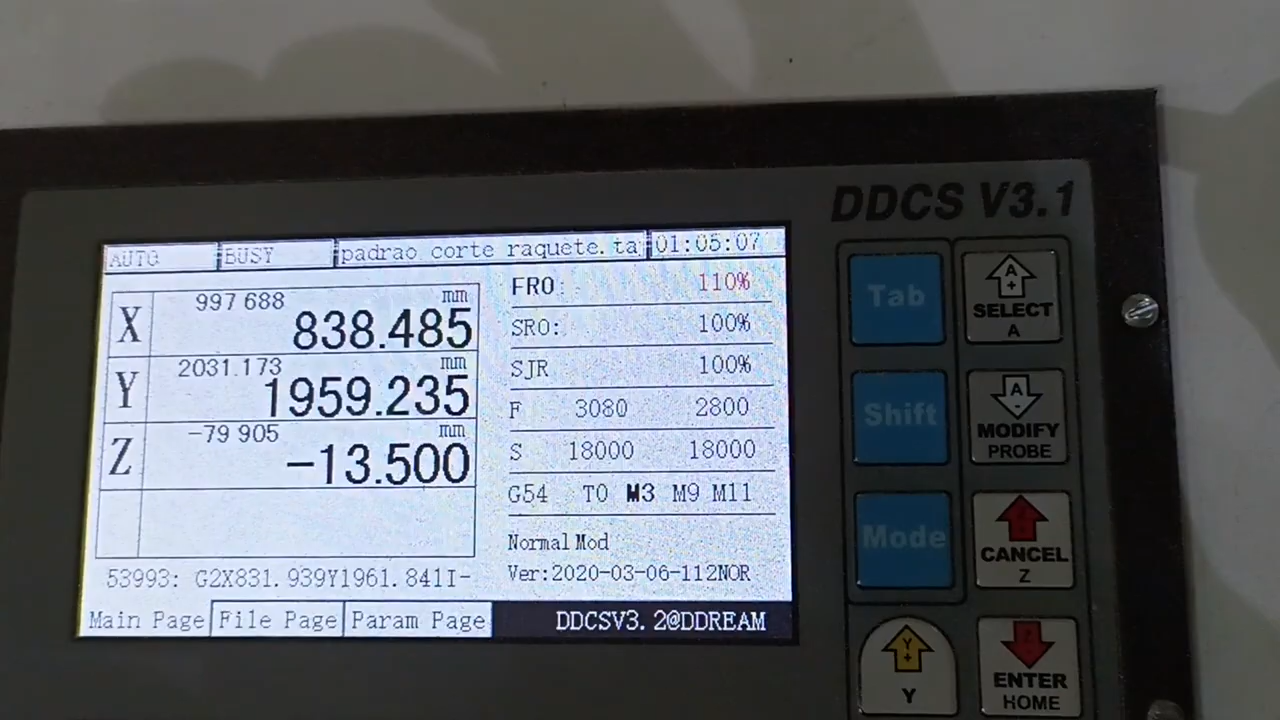 DDCS V3.1
AUTO BUSY padrao corte raquete.ta 01:05:07
X 997 688 mm
838.485
Y 2031.173 mm
1959.235
Z -79 905 mm
-13.500
FRO: 110%
SRO: 100%
SJR 100%
F 3080 2800
S 18000 18000
G54 T0 M3 M9 M11
Normal Mod
Ver:2020-03-06-112NOR
53993: G2X831.939Y1961.841I-
Main Page File Page Param Page DDCSV3.2@DDREAM
Tab
A+
SELECT
A
Shift
A-
MODIFY
PROBE
Mode
CANCEL
Z
Y+
Y
Z
ENTER
HOME